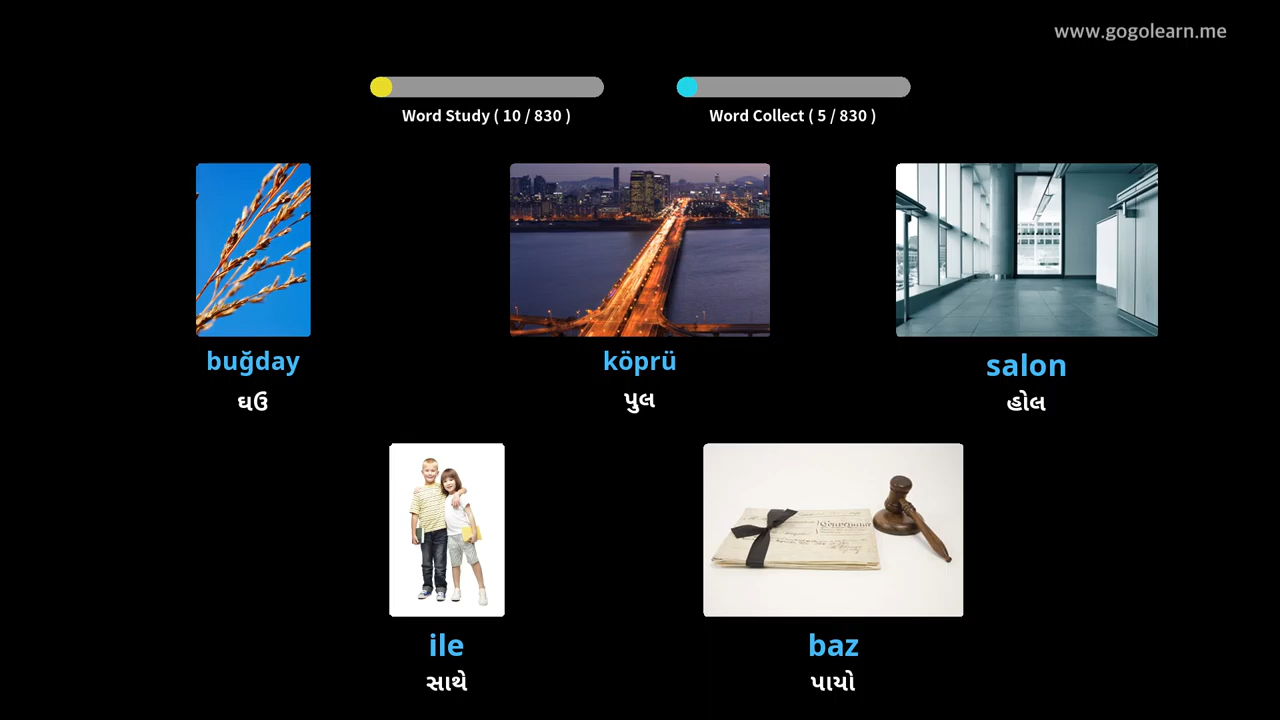 www.gogolearn.me
Word Study ( 10 / 830 )
Word Collect ( 5 / 830 )
buğday
ઘઉ
köprü
પુલ
salon
હોલ
ile
સાથે
baz
પાયો